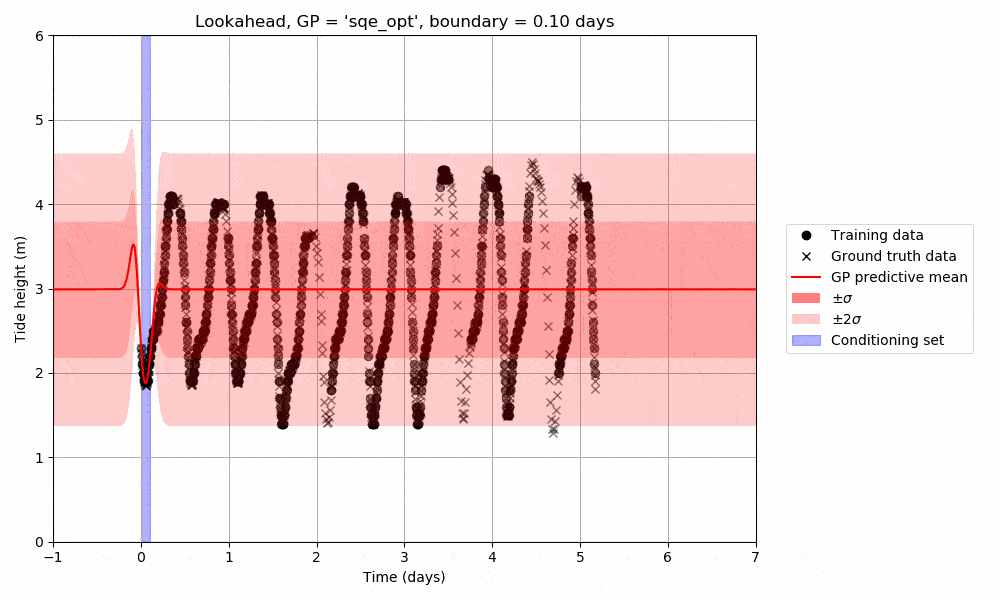 Lookahead, GP = 'sqe_opt', boundary = 0.10 days
6
5
4
3
2
1
0
Tide height (m)
−1
0
1
2
3
4
5
6
7
Time (days)
Training data
Ground truth data
GP predictive mean
±σ
±2σ
Conditioning set